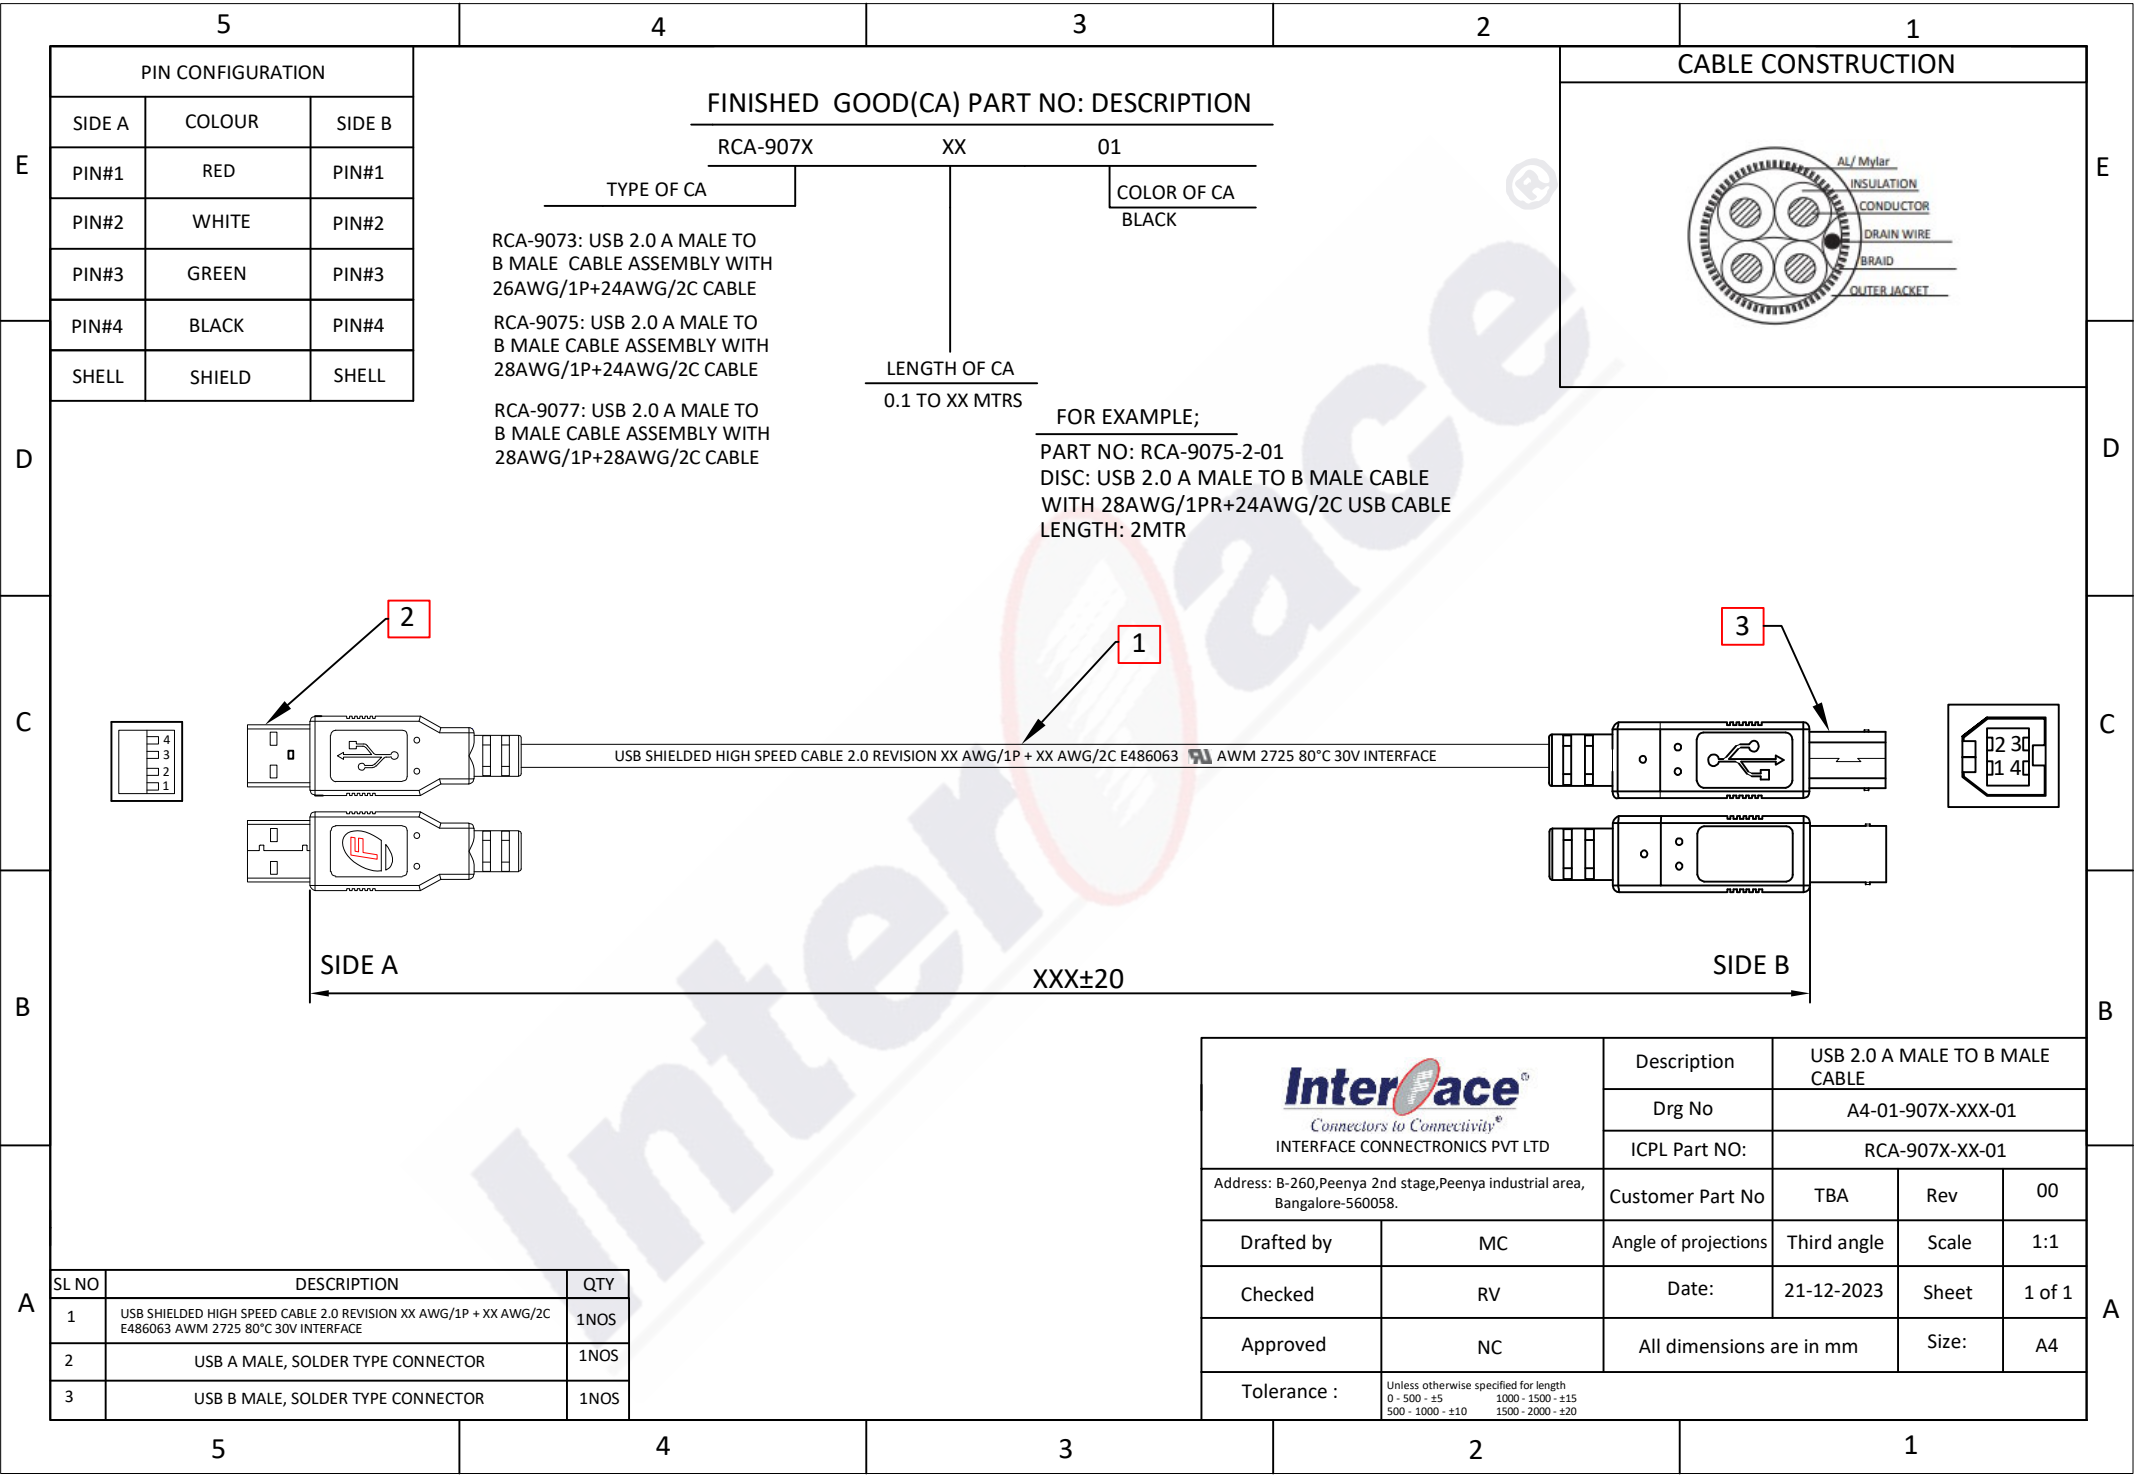 5 4 3 2 1
E
D
C
B
A
PIN CONFIGURATION
SIDE A COLOUR SIDE B
PIN#1 RED PIN#1
PIN#2 WHITE PIN#2
PIN#3 GREEN PIN#3
PIN#4 BLACK PIN#4
SHELL SHIELD SHELL
FINISHED GOOD(CA) PART NO: DESCRIPTION
RCA-907X XX 01
TYPE OF CA
COLOR OF CA
BLACK
RCA-9073: USB 2.0 A MALE TO
B MALE CABLE ASSEMBLY WITH
26AWG/1P+24AWG/2C CABLE
RCA-9075: USB 2.0 A MALE TO
B MALE CABLE ASSEMBLY WITH
28AWG/1P+24AWG/2C CABLE
RCA-9077: USB 2.0 A MALE TO
B MALE CABLE ASSEMBLY WITH
28AWG/1P+28AWG/2C CABLE
LENGTH OF CA
0.1 TO XX MTRS
FOR EXAMPLE;
PART NO: RCA-9075-2-01
DISC: USB 2.0 A MALE TO B MALE CABLE
WITH 28AWG/1PR+24AWG/2C USB CABLE
LENGTH: 2MTR
CABLE CONSTRUCTION
AL/ Mylar
INSULATION
CONDUCTOR
DRAIN WIRE
BRAID
OUTER JACKET
E
D
C
B
A
Interface®
2
1
3
4
3
2
1
USB SHIELDED HIGH SPEED CABLE 2.0 REVISION XX AWG/1P + XX AWG/2C E486063 AWM 2725 80°C 30V INTERFACE
2 3
1 4
SIDE A
XXX±20
SIDE B
SL NO DESCRIPTION QTY
1 USB SHIELDED HIGH SPEED CABLE 2.0 REVISION XX AWG/1P + XX AWG/2C
E486063 AWM 2725 80°C 30V INTERFACE 1NOS
2 USB A MALE, SOLDER TYPE CONNECTOR 1NOS
3 USB B MALE, SOLDER TYPE CONNECTOR 1NOS
Interface®
Connectors to Connectivity®
INTERFACE CONNECTRONICS PVT LTD
Address: B-260,Peenya 2nd stage,Peenya industrial area,
Bangalore-560058.
Description USB 2.0 A MALE TO B MALE
CABLE
Drg No A4-01-907X-XXX-01
ICPL Part NO: RCA-907X-XX-01
Customer Part No TBA Rev 00
Drafted by MC Angle of projections Third angle Scale 1:1
Checked RV Date: 21-12-2023 Sheet 1 of 1
Approved NC All dimensions are in mm Size: A4
Tolerance : Unless otherwise specified for length
0 - 500 - ±5 1000 - 1500 - ±15
500 - 1000 - ±10 1500 - 2000 - ±20
5 4 3 2 1